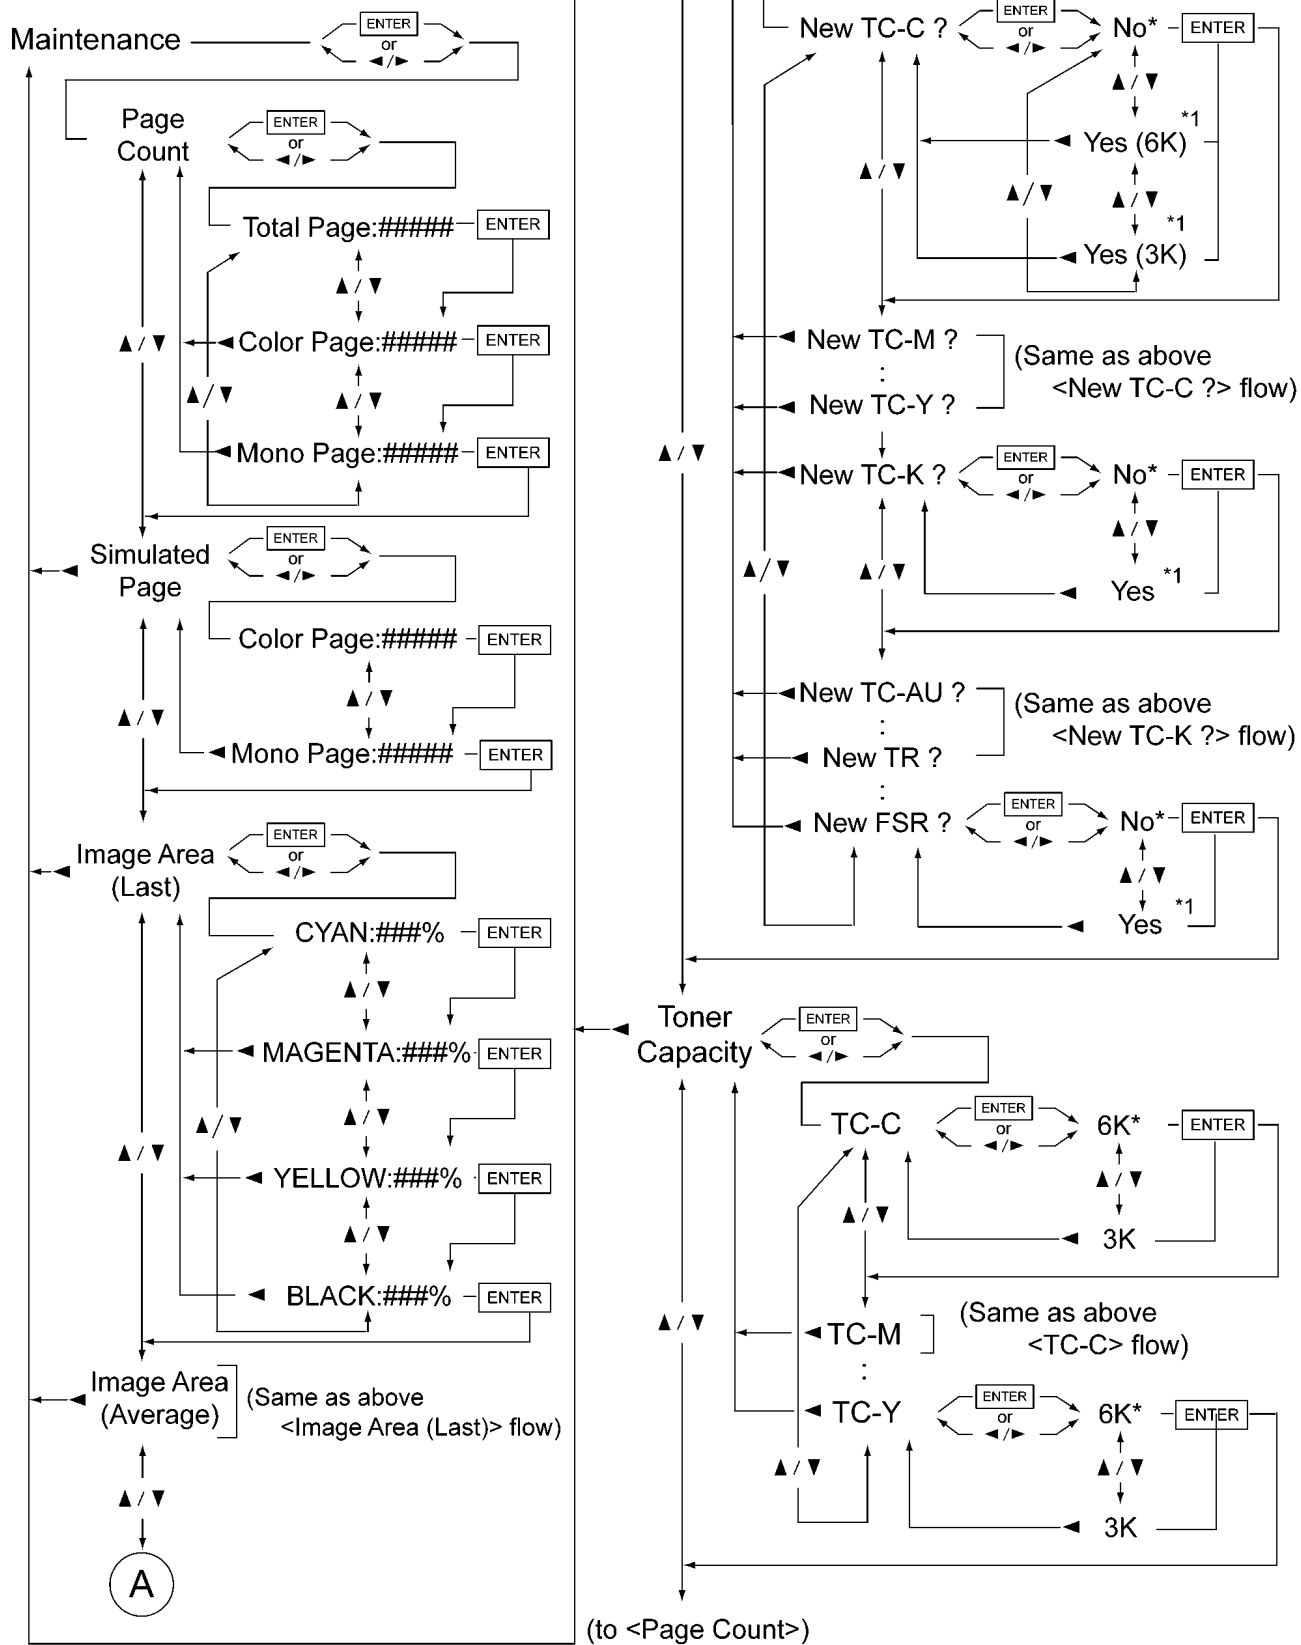 Maintenance
ENTER
or
◄/►
Page
Count
ENTER
or
◄/►
Total Page:##### ENTER
▲/▼
▲/▼
Color Page:##### ENTER
▲/▼
▲/▼
Mono Page:##### ENTER
Simulated
Page
ENTER
or
◄/►
Color Page:##### ENTER
▲/▼
▲/▼
Mono Page:##### ENTER
Image Area
(Last)
ENTER
or
◄/►
CYAN:###% ENTER
▲/▼
MAGENTA:###% ENTER
▲/▼
▲/▼
▲/▼
YELLOW:###% ENTER
▲/▼
BLACK:###% ENTER
Image Area
(Average)
(Same as above
<Image Area (Last)> flow)
▲/▼
A
New TC-C ?
ENTER
or
◄/►
No* ENTER
▲/▼
Yes (6K) *1
▲/▼
▲/▼
▲/▼
Yes (3K) *1
New TC-M ?
:
New TC-Y ?
(Same as above
<New TC-C ?> flow)
▲/▼
New TC-K ?
ENTER
or
◄/►
No* ENTER
▲/▼
▲/▼
▲/▼
Yes *1
New TC-AU ?
:
New TR ?
(Same as above
<New TC-K ?> flow)
:
New FSR ?
ENTER
or
◄/►
No* ENTER
▲/▼
Yes *1
Toner
Capacity
ENTER
or
◄/►
TC-C
ENTER
or
◄/►
6K* ENTER
▲/▼
▲/▼
3K
▲/▼
TC-M
(Same as above
<TC-C> flow)
:
TC-Y
ENTER
or
◄/►
6K* ENTER
▲/▼
▲/▼
3K
(to <Page Count>)